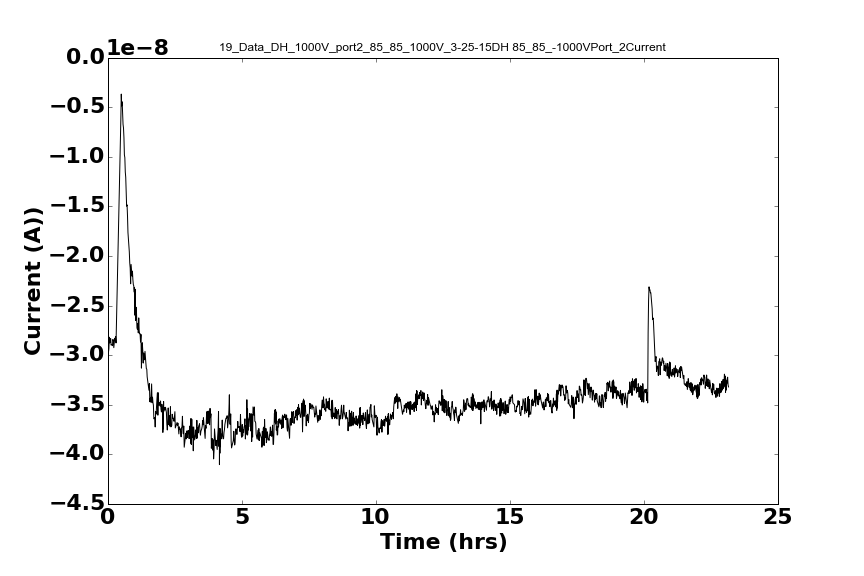 1e−8
19_Data_DH_1000V_port2_85_85_1000V_3-25-15DH 85_85_-1000VPort_2Current
0.0
−0.5
−1.0
−1.5
−2.0
−2.5
−3.0
−3.5
−4.0
−4.5
Current (A))
0 5 10 15 20 25
Time (hrs)